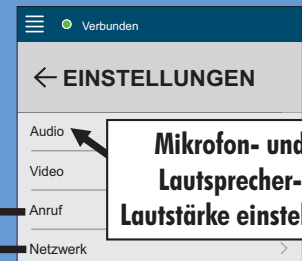 Verbunden
EINSTELLUNGEN
Audio
Mikrofon- und
Lautsprecher-
Lautstärke einstel
Video
Anruf
Netzwerk